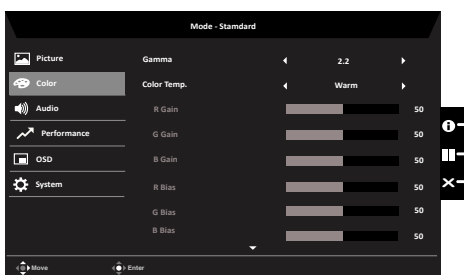 Mode - Stamdard
Picture
Gamma 2.2
Color
Color Temp. Warm
Audio
R Gain 50
Performance
G Gain 50
OSD
B Gain 50
System
R Bias 50
G Bias 50
B Bias 50
Move Enter